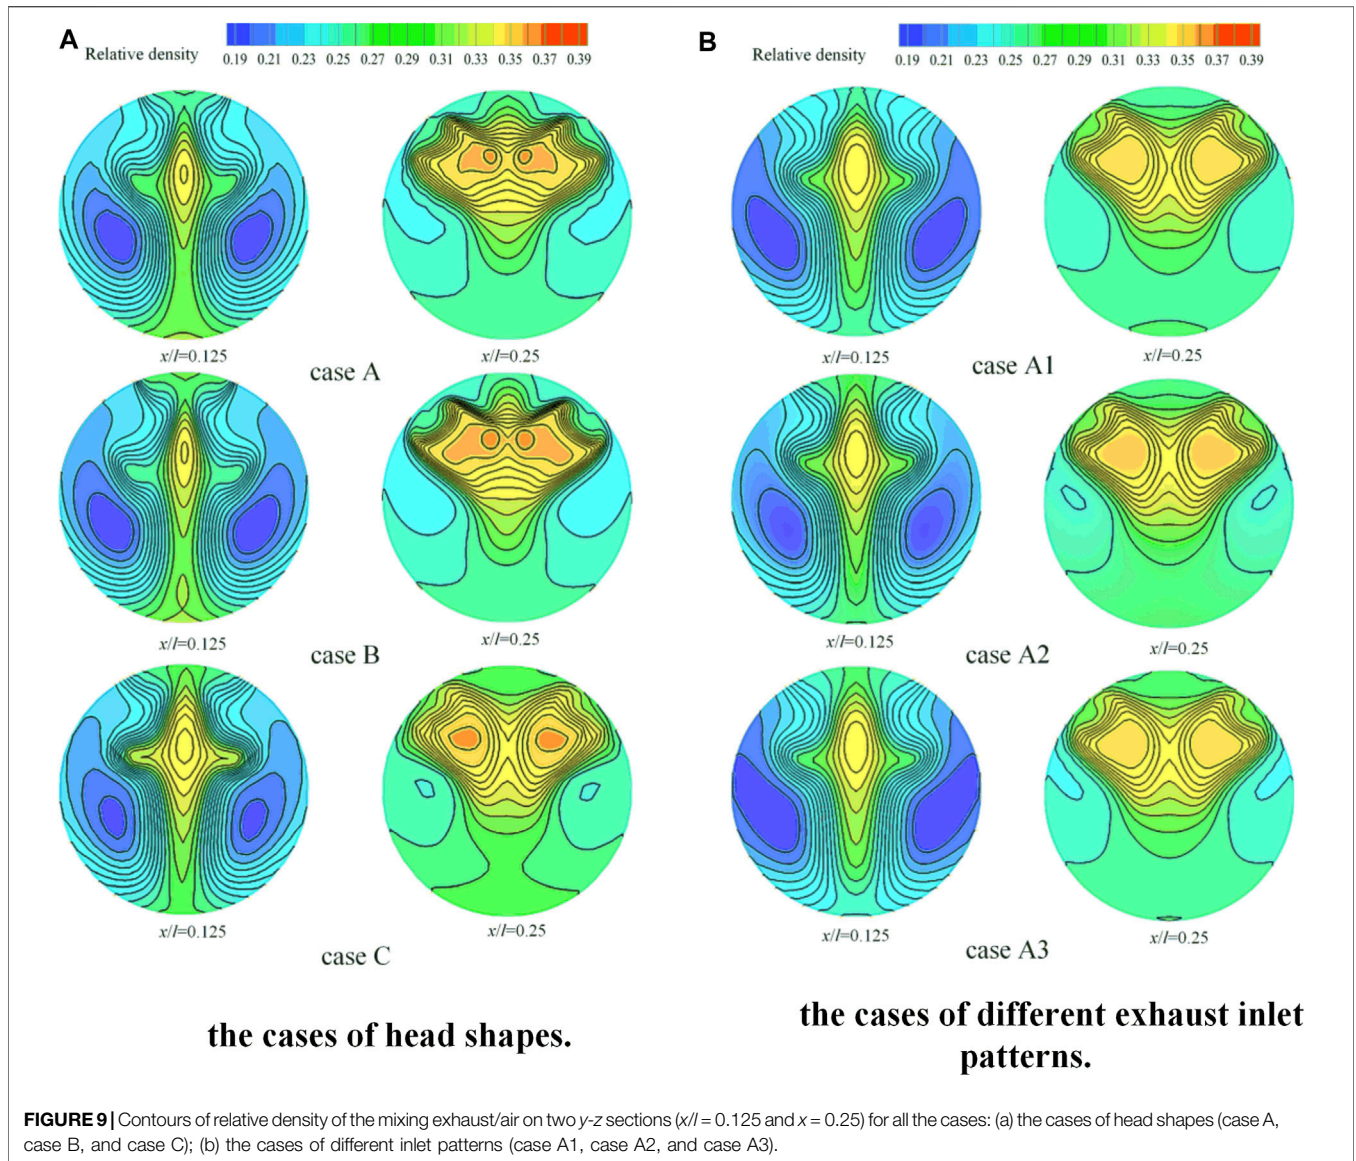 A
Relative density
0.19 0.21 0.23 0.25 0.27 0.29 0.31 0.33 0.35 0.37 0.39
x/l=0.125
x/l=0.25
case A
x/l=0.125
x/l=0.25
case B
x/l=0.125
x/l=0.25
case C
the cases of head shapes.
B
Relative density
0.19 0.21 0.23 0.25 0.27 0.29 0.31 0.33 0.35 0.37 0.39
x/l=0.125
x/l=0.25
case A1
x/l=0.125
x/l=0.25
case A2
x/l=0.125
x/l=0.25
case A3
the cases of different exhaust inlet
patterns.
FIGURE 9 | Contours of relative density of the mixing exhaust/air on two y-z sections (x/l = 0.125 and x = 0.25) for all the cases: (a) the cases of head shapes (case A,
case B, and case C); (b) the cases of different inlet patterns (case A1, case A2, and case A3).